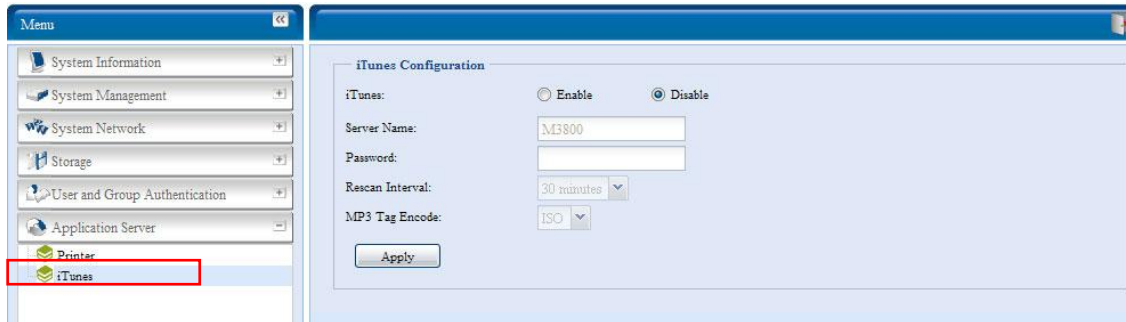 Menu
System Information
System Management
System Network
Storage
User and Group Authentication
Application Server
Printer
iTunes
iTunes Configuration
iTunes: Enable Disable
Server Name: M3800
Password:
Rescan Interval: 30 minutes
MP3 Tag Encode: ISO
Apply